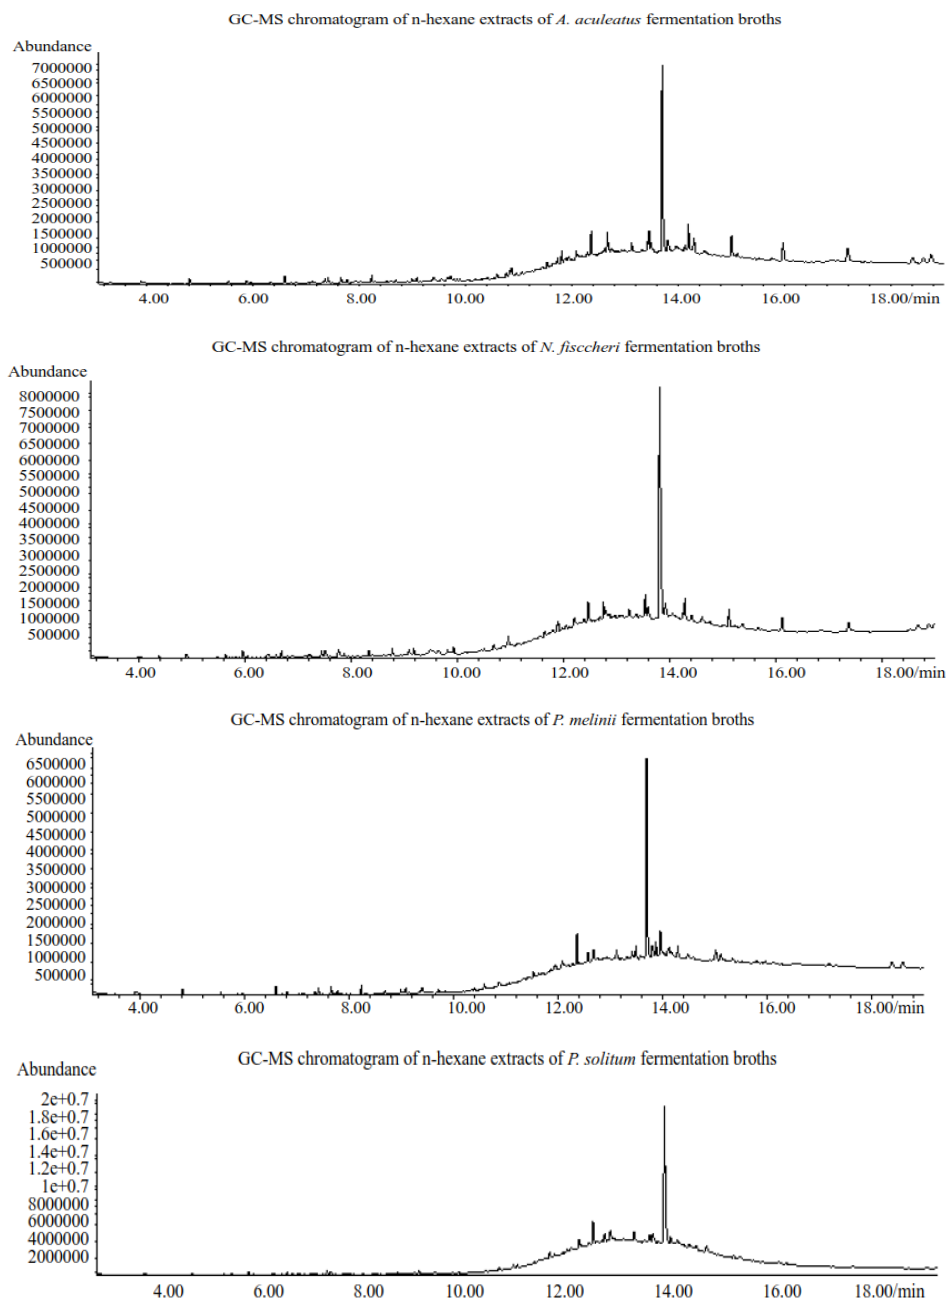 GC-MS chromatogram of n-hexane extracts of A. aculeatus fermentation broths
Abundance
7000000
6500000
6000000
5500000
5000000
4500000
4000000
3500000
3000000
2500000
2000000
1500000
1000000
500000
4.00 6.00 8.00 10.00 12.00 14.00 16.00 18.00/min
GC-MS chromatogram of n-hexane extracts of N. fisccheri fermentation broths
Abundance
8000000
7500000
7000000
6500000
6000000
5500000
5000000
4500000
4000000
3500000
3000000
2500000
2000000
1500000
1000000
500000
4.00 6.00 8.00 10.00 12.00 14.00 16.00 18.00/min
GC-MS chromatogram of n-hexane extracts of P. melinii fermentation broths
Abundance
6500000
6000000
5500000
5000000
4500000
4000000
3500000
3000000
2500000
2000000
1500000
1000000
500000
4.00 6.00 8.00 10.00 12.00 14.00 16.00 18.00/min
GC-MS chromatogram of n-hexane extracts of P. solitum fermentation broths
Abundance
2e+0.7
1.8e+0.7
1.6e+0.7
1.4e+0.7
1.2e+0.7
1e+0.7
8000000
6000000
4000000
2000000
4.00 6.00 8.00 10.00 12.00 14.00 16.00 18.00/min